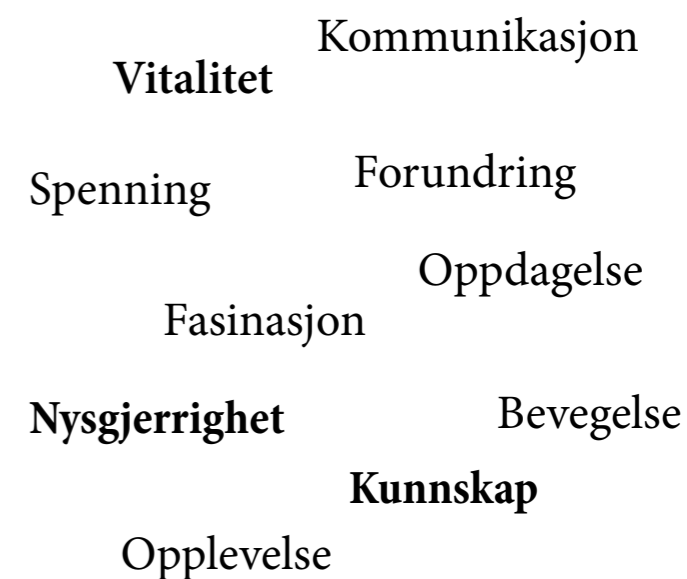 Kommunikasjon
Vitalitet
Forundring
Spenning
Oppdagelse
Fasinasjon
Bevegelse
Nysgjerrighet
Kunnskap
Opplevelse